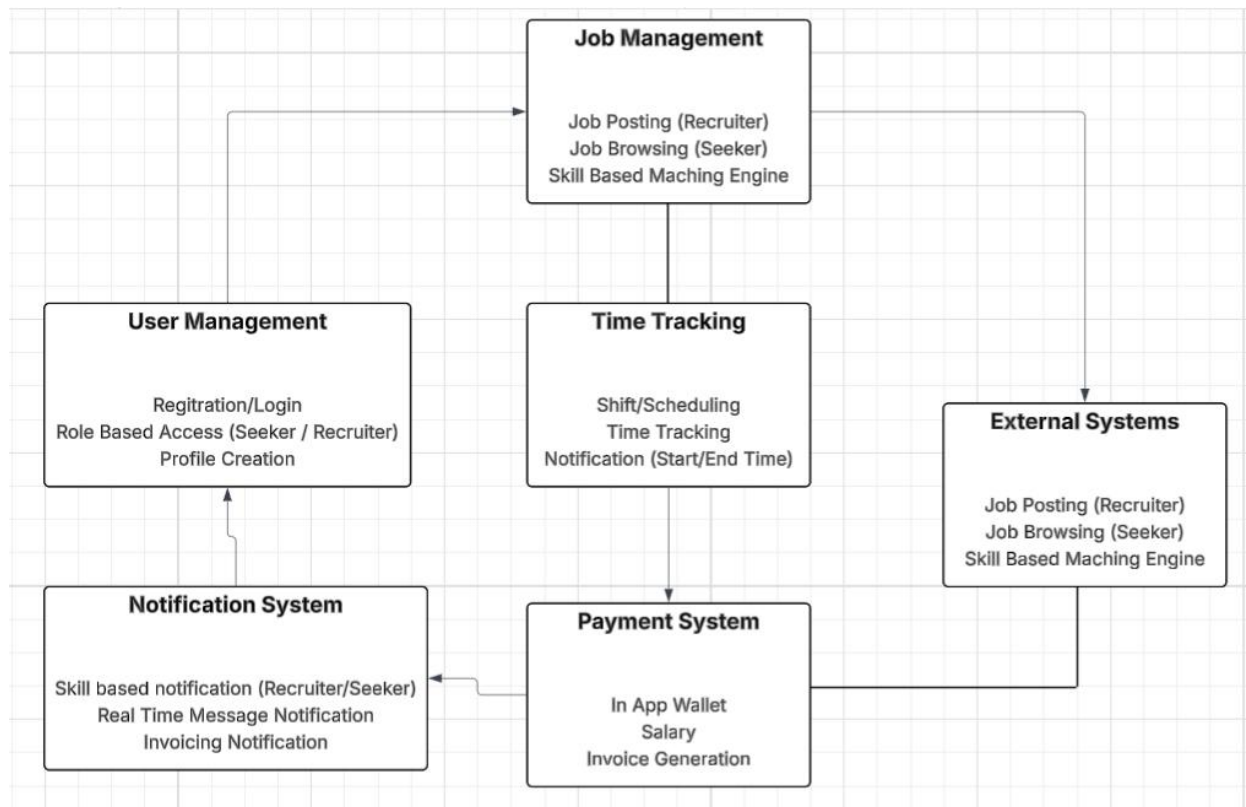 Job Management
Job Posting (Recruiter)
Job Browsing (Seeker)
Skill Based Maching Engine
User Management
Regitration/Login
Role Based Access (Seeker / Recruiter)
Profile Creation
Time Tracking
Shift/Scheduling
Time Tracking
Notification (Start/End Time)
External Systems
Job Posting (Recruiter)
Job Browsing (Seeker)
Skill Based Maching Engine
Notification System
Skill based notification (Recruiter/Seeker)
Real Time Message Notification
Invoicing Notification
Payment System
In App Wallet
Salary
Invoice Generation